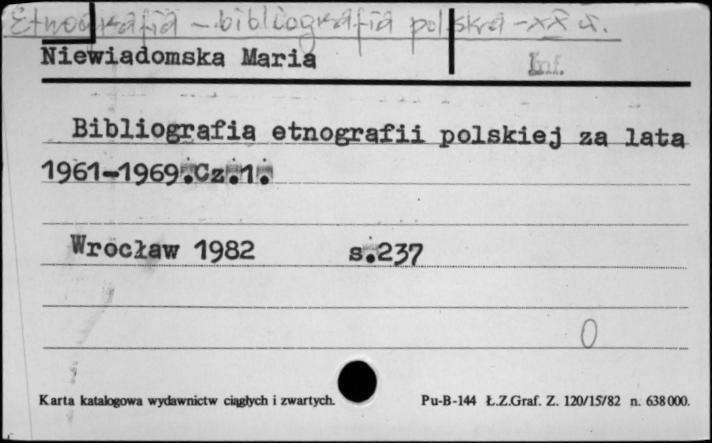 Etnografia - bibliografia polska - XX w.
Niewiadomska Maria
Inf.
Bibliografia etnografii polskiej za lata
1961-1969.Cz.1.
Wrocław 1982 s.237
0
Karta katalogowa wydawnictw ciągłych i zwartych. Pu-B-144 Ł.Z.Graf. Z. 120/15/82 n. 638000.